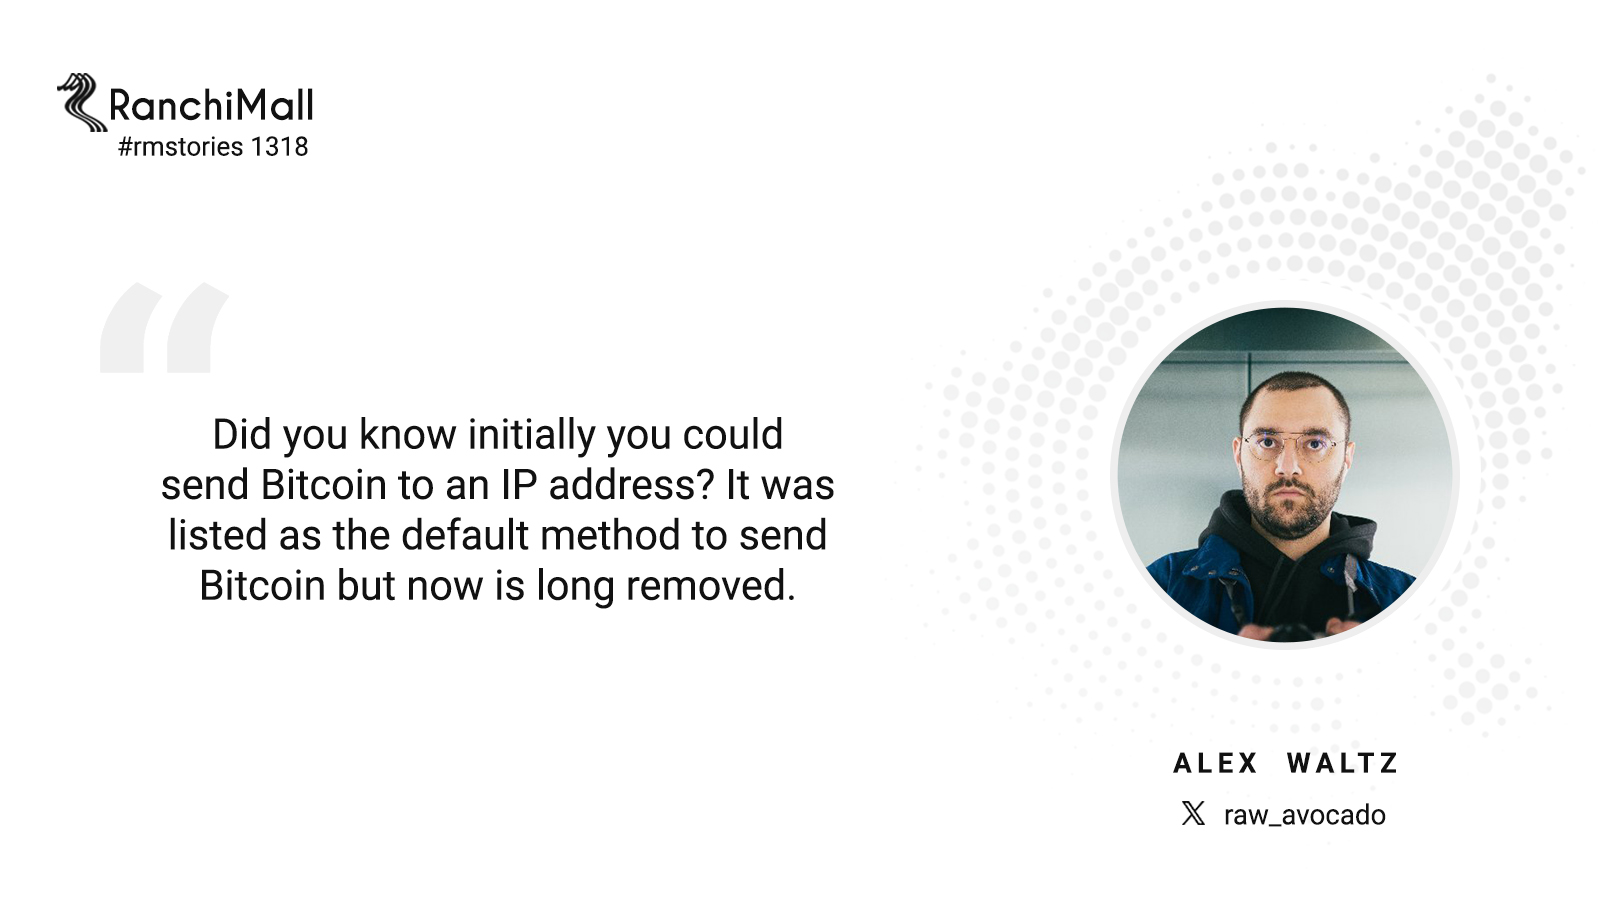 RanchiMall
#rmstories 1318
“
Did you know initially you could
send Bitcoin to an IP address? It was
listed as the default method to send
Bitcoin but now is long removed.
ALEX WALTZ
𝕏 raw_avocado